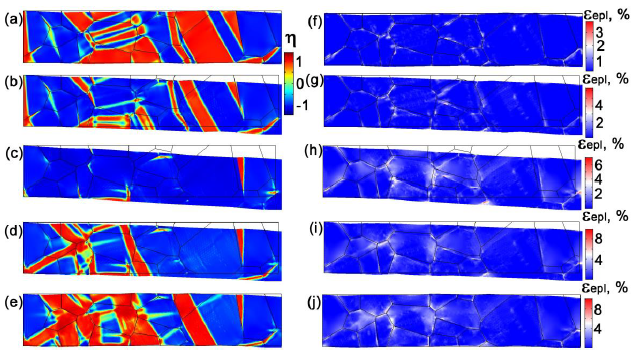 (a)
(b)
(c)
(d)
(e)
η
1
0
-1
(f)
(g)
(h)
(i)
(j)
εepl, %
3
2
1
εepl, %
4
2
εepl, %
6
4
2
εepl, %
8
4
εepl, %
8
4